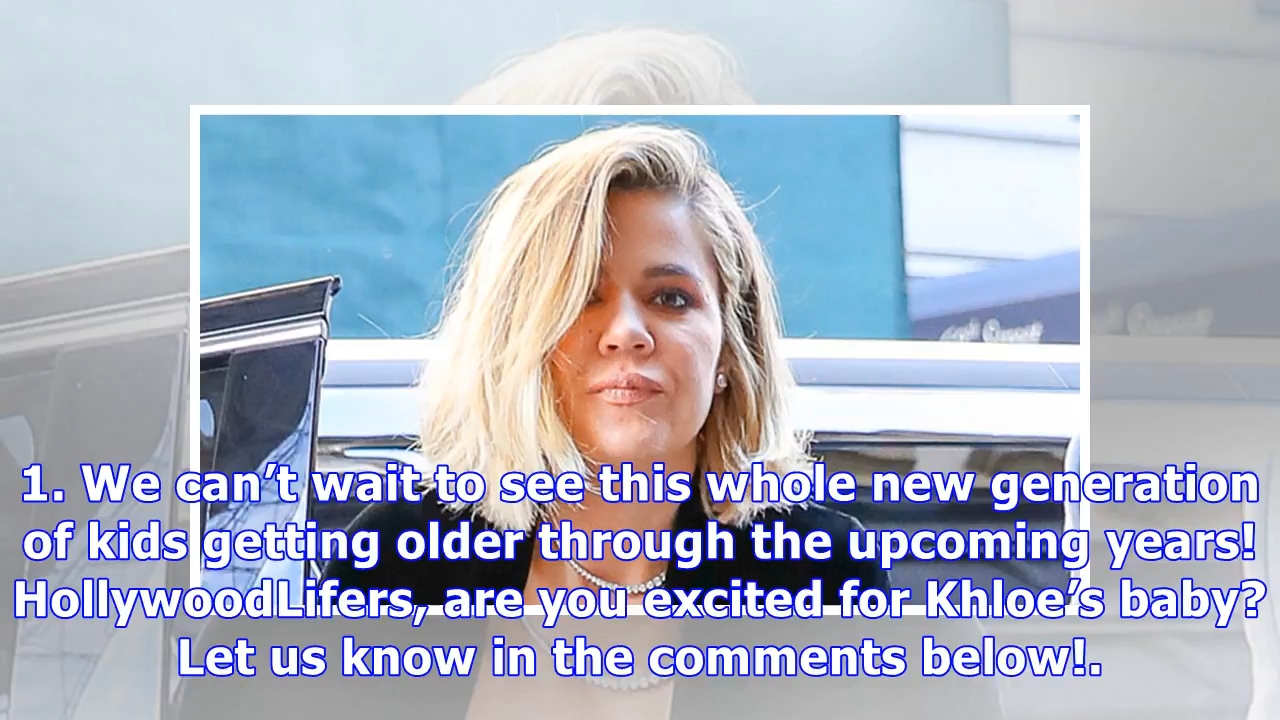 1. We can’t wait to see this whole new generation
of kids getting older through the upcoming years!
HollywoodLifers, are you excited for Khloe’s baby?
Let us know in the comments below!.